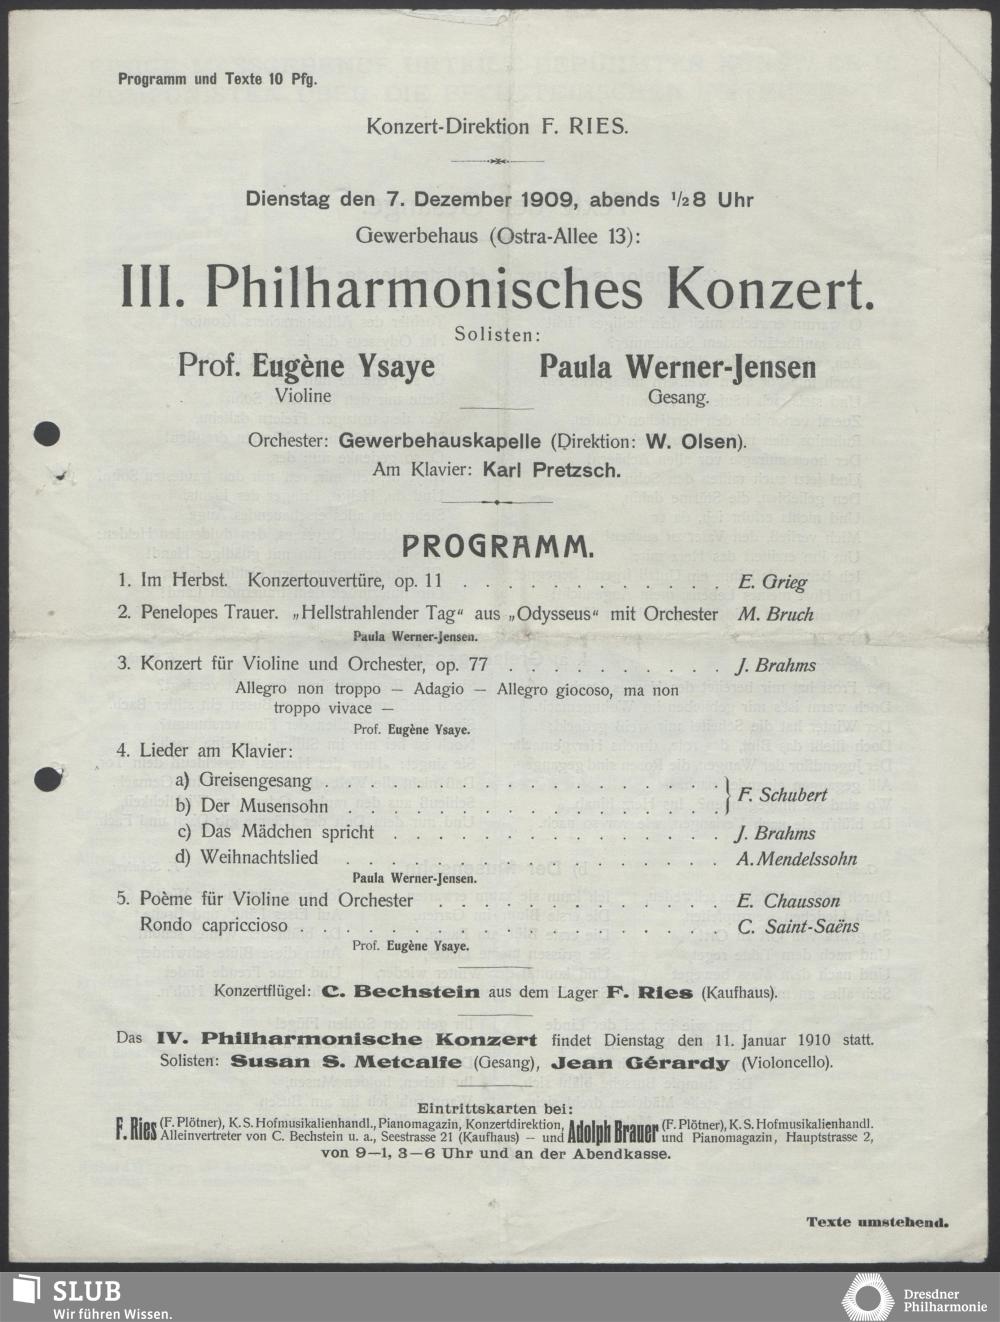 Programm und Texte 10 Pfg.
Konzert-Direktion F. RIES.
Dienstag den 7. Dezember 1909, abends ½8 Uhr
Gewerbehaus (Ostra-Allee 13):
III. Philharmonisches Konzert.
Solisten:
Prof. Eugène Ysaye Paula Werner-Jensen
Violine Gesang.
Orchester: Gewerbehauskapelle (Direktion: W. Olsen).
Am Klavier: Karl Pretzsch.
PROGRAMM.
1. Im Herbst. Konzertouvertüre, op. 11 . . . . . . . . . . . . . E. Grieg
2. Penelopes Trauer. „Hellstrahlender Tag“ aus „Odysseus“ mit Orchester M. Bruch
Paula Werner-Jensen.
3. Konzert für Violine und Orchester, op. 77 . . . . . . . . . . J. Brahms
Allegro non troppo — Adagio — Allegro giocoso, ma non
troppo vivace —
Prof. Eugène Ysaye.
4. Lieder am Klavier:
a) Greisengesang . . . . . . . . . . . . . . . . . .
b) Der Musensohn . . . . . . . . . . . . . . . . . } F. Schubert
c) Das Mädchen spricht . . . . . . . . . . . . . . . J. Brahms
d) Weihnachtslied . . . . . . . . . . . . . . . . . A. Mendelssohn
Paula Werner-Jensen.
5. Poème für Violine und Orchester . . . . . . . . . . . . . . E. Chausson
Rondo capriccioso . . . . . . . . . . . . . . . . . . . C. Saint-Saëns
Prof. Eugène Ysaye.
Konzertflügel: C. Bechstein aus dem Lager F. Ries (Kaufhaus).
Das IV. Philharmonische Konzert findet Dienstag den 11. Januar 1910 statt.
Solisten: Susan S. Metcalfe (Gesang), Jean Gérardy (Violoncello).
Eintrittskarten bei:
F. Ries (F. Plötner), K. S. Hofmusikalienhandl., Pianomagazin, Konzertdirektion, Alleinvertreter von C. Bechstein u. a., Seestrasse 21 (Kaufhaus) — und Adolph Brauer (F. Plötner), K. S. Hofmusikalienhandl. und Pianomagazin, Hauptstrasse 2,
von 9—1, 3—6 Uhr und an der Abendkasse.
Texte umstehend.
SLUB
Wir führen Wissen.
Dresdner
Philharmonie